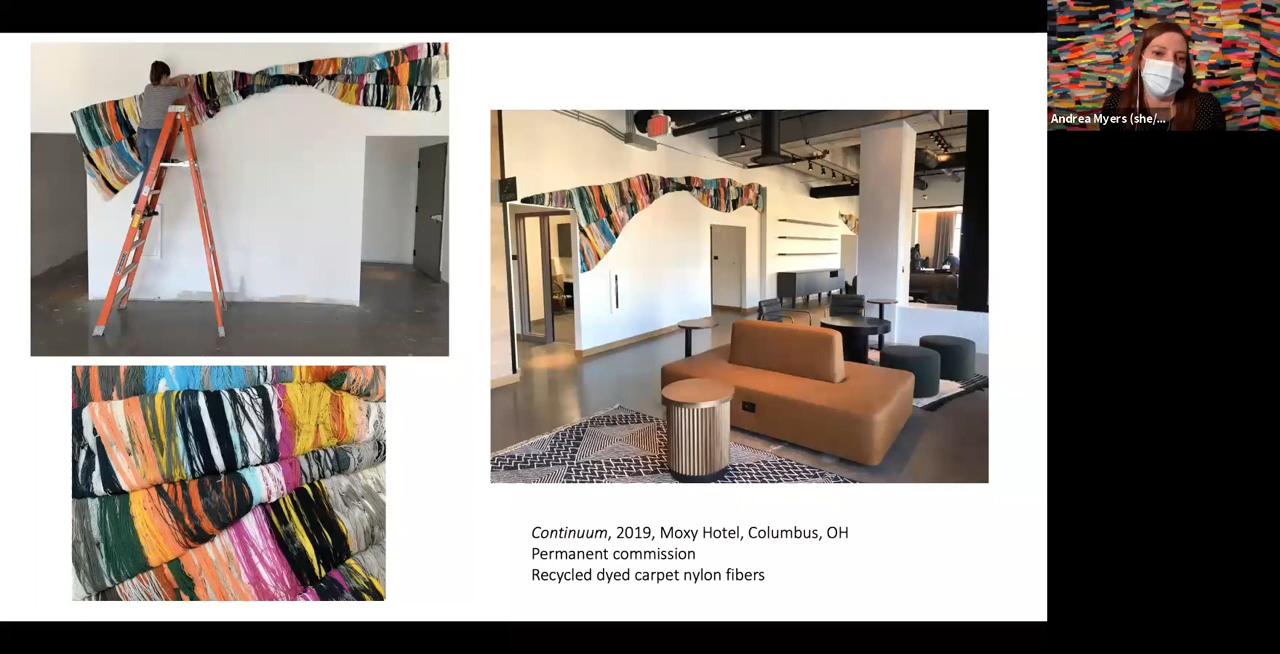 Andrea Myers (she/...
Continuum, 2019, Moxy Hotel, Columbus, OH
Permanent commission
Recycled dyed carpet nylon fibers